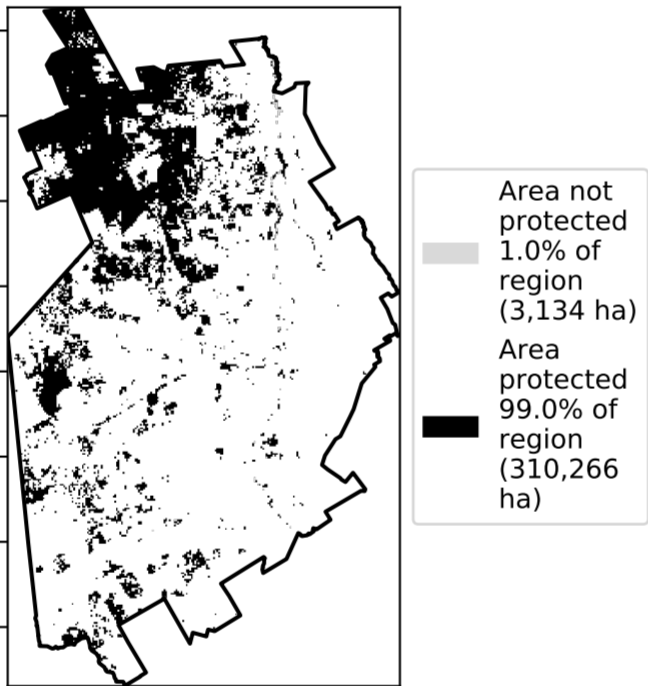 Area not
protected
1.0% of
region
(3,134 ha)
Area
protected
99.0% of
region
(310,266
ha)